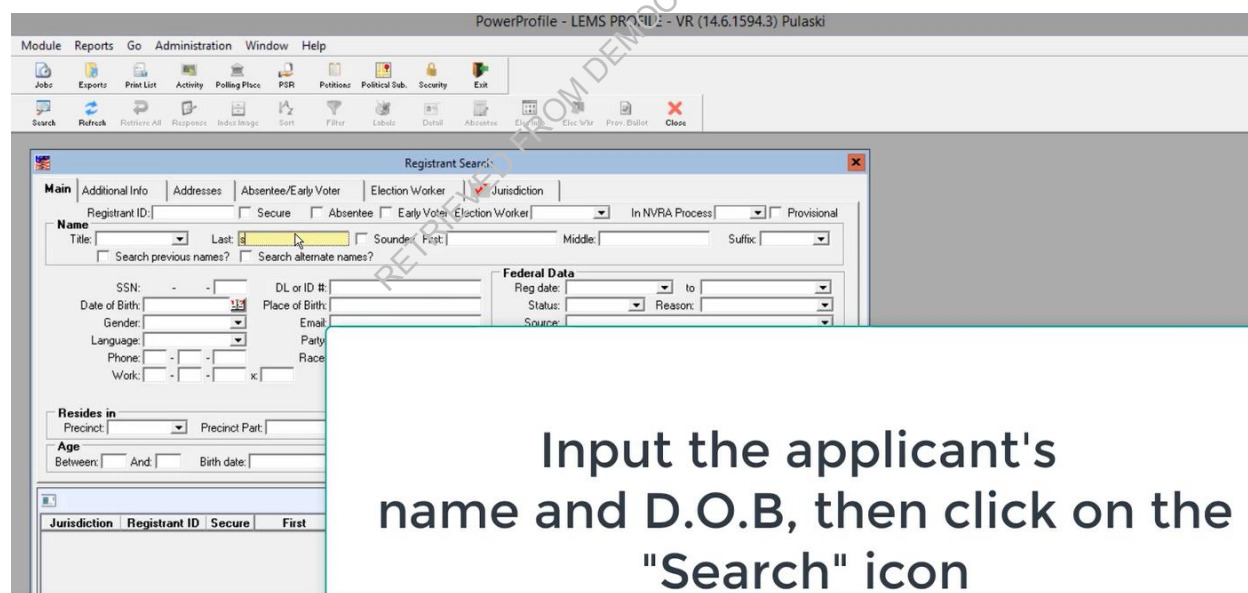 PowerProfile - LEMS PROFILE - VR (14.6.1594.3) Pulaski
Module Reports Go Administration Window Help
Jobs Exports Print List Activity Polling Place PSR Petitions Political Sub. Security Exit
Search Refresh Retrieve All Response Index Image Sort Filter Labels Detail Absentee Elec Wkr Prov. Ballot Close
RETRIEVED FROM DEMOC
Registrant Search
Main Additional Info Addresses Absentee/Early Voter Election Worker Jurisdiction
Registrant ID: Secure Absentee Early Voter Election Worker In NVRA Process Provisional
Name
Title: Last: s Soundex First: Middle: Suffix:
Search previous names? Search alternate names?
Federal Data
SSN: - - DL or ID #: Reg date: to
Date of Birth: Place of Birth: Status: Reason:
Gender: Email: Source:
Language: Party
Phone: - - Race
Work: - - x:
Resides in
Precinct: Precinct Part:
Age
Between: And: Birth date:
Jurisdiction Registrant ID Secure First
Input the applicant's
name and D.O.B, then click on the
"Search" icon